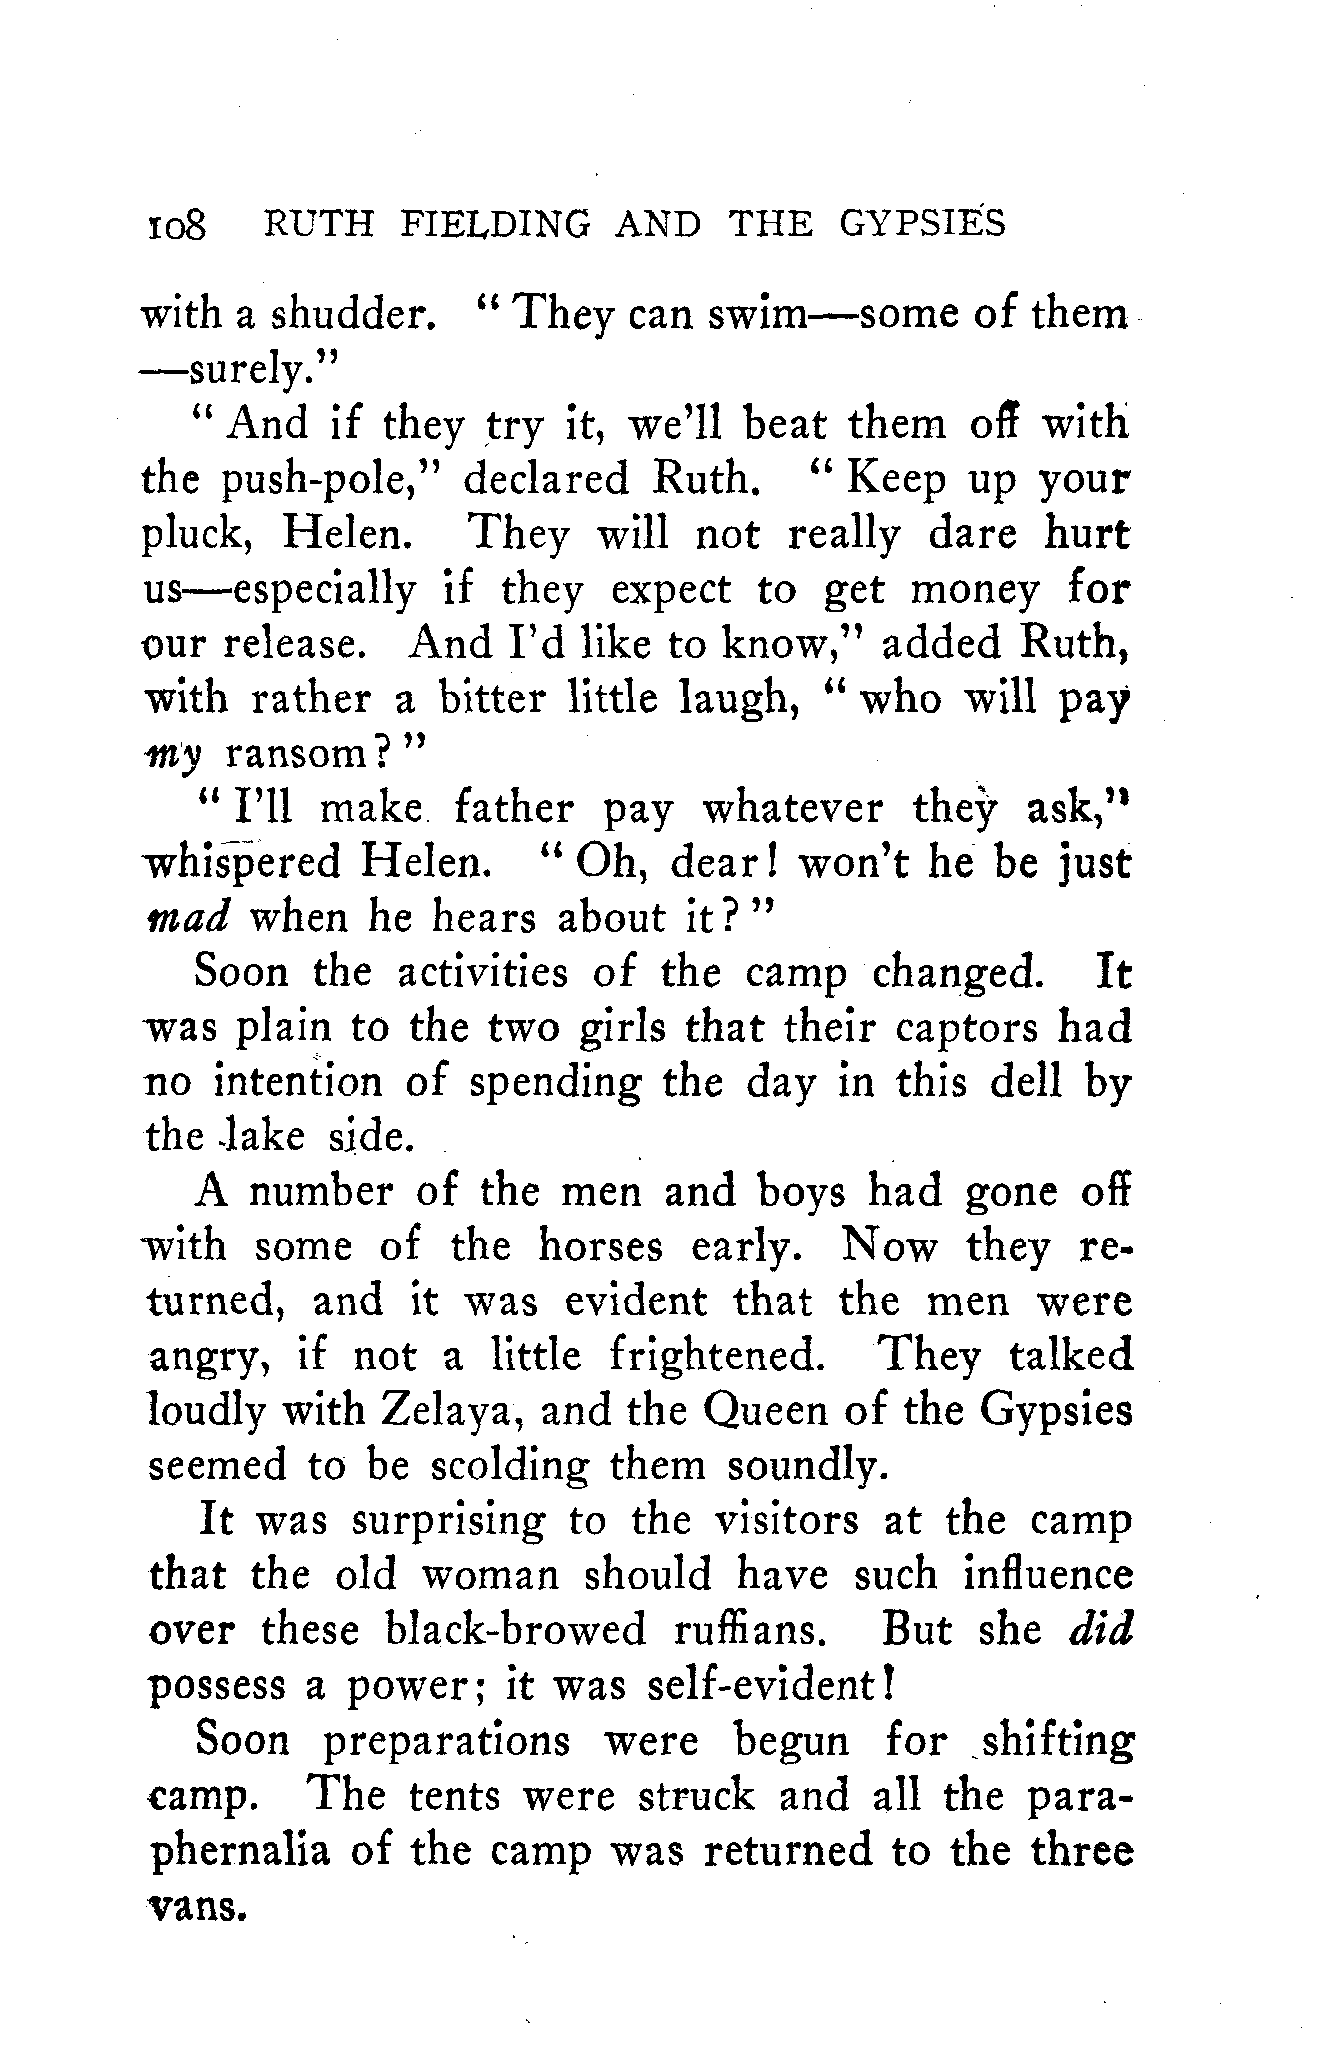 108 RUTH FIELDING AND THE GYPSIES
with a shudder. " They can swim—some of them
—surely."
" And if they try it, we'll beat them off with
the push-pole," declared Ruth. " Keep up your
pluck, Helen. They will not really dare hurt
us—especially if they expect to get money for
our release. And I'd like to know," added Ruth,
with rather a bitter little laugh, " who will pay
my ransom? "
" I'll make father pay whatever they ask,"
whispered Helen. " Oh, dear! won't he be just
mad when he hears about it? "
Soon the activities of the camp changed. It
was plain to the two girls that their captors had
no intention of spending the day in this dell by
the lake side.
A number of the men and boys had gone off
with some of the horses early. Now they re-
turned, and it was evident that the men were
angry, if not a little frightened. They talked
loudly with Zelaya, and the Queen of the Gypsies
seemed to be scolding them soundly.
It was surprising to the visitors at the camp
that the old woman should have such influence
over these black-browed ruffians. But she did
possess a power; it was self-evident!
Soon preparations were begun for shifting
camp. The tents were struck and all the para-
phernalia of the camp was returned to the three
vans.